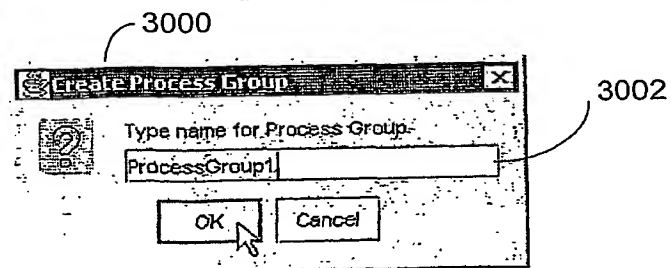 3000
Create Process Group
3002
Type name for Process Group.
ProcessGroup1
OK
Cancel